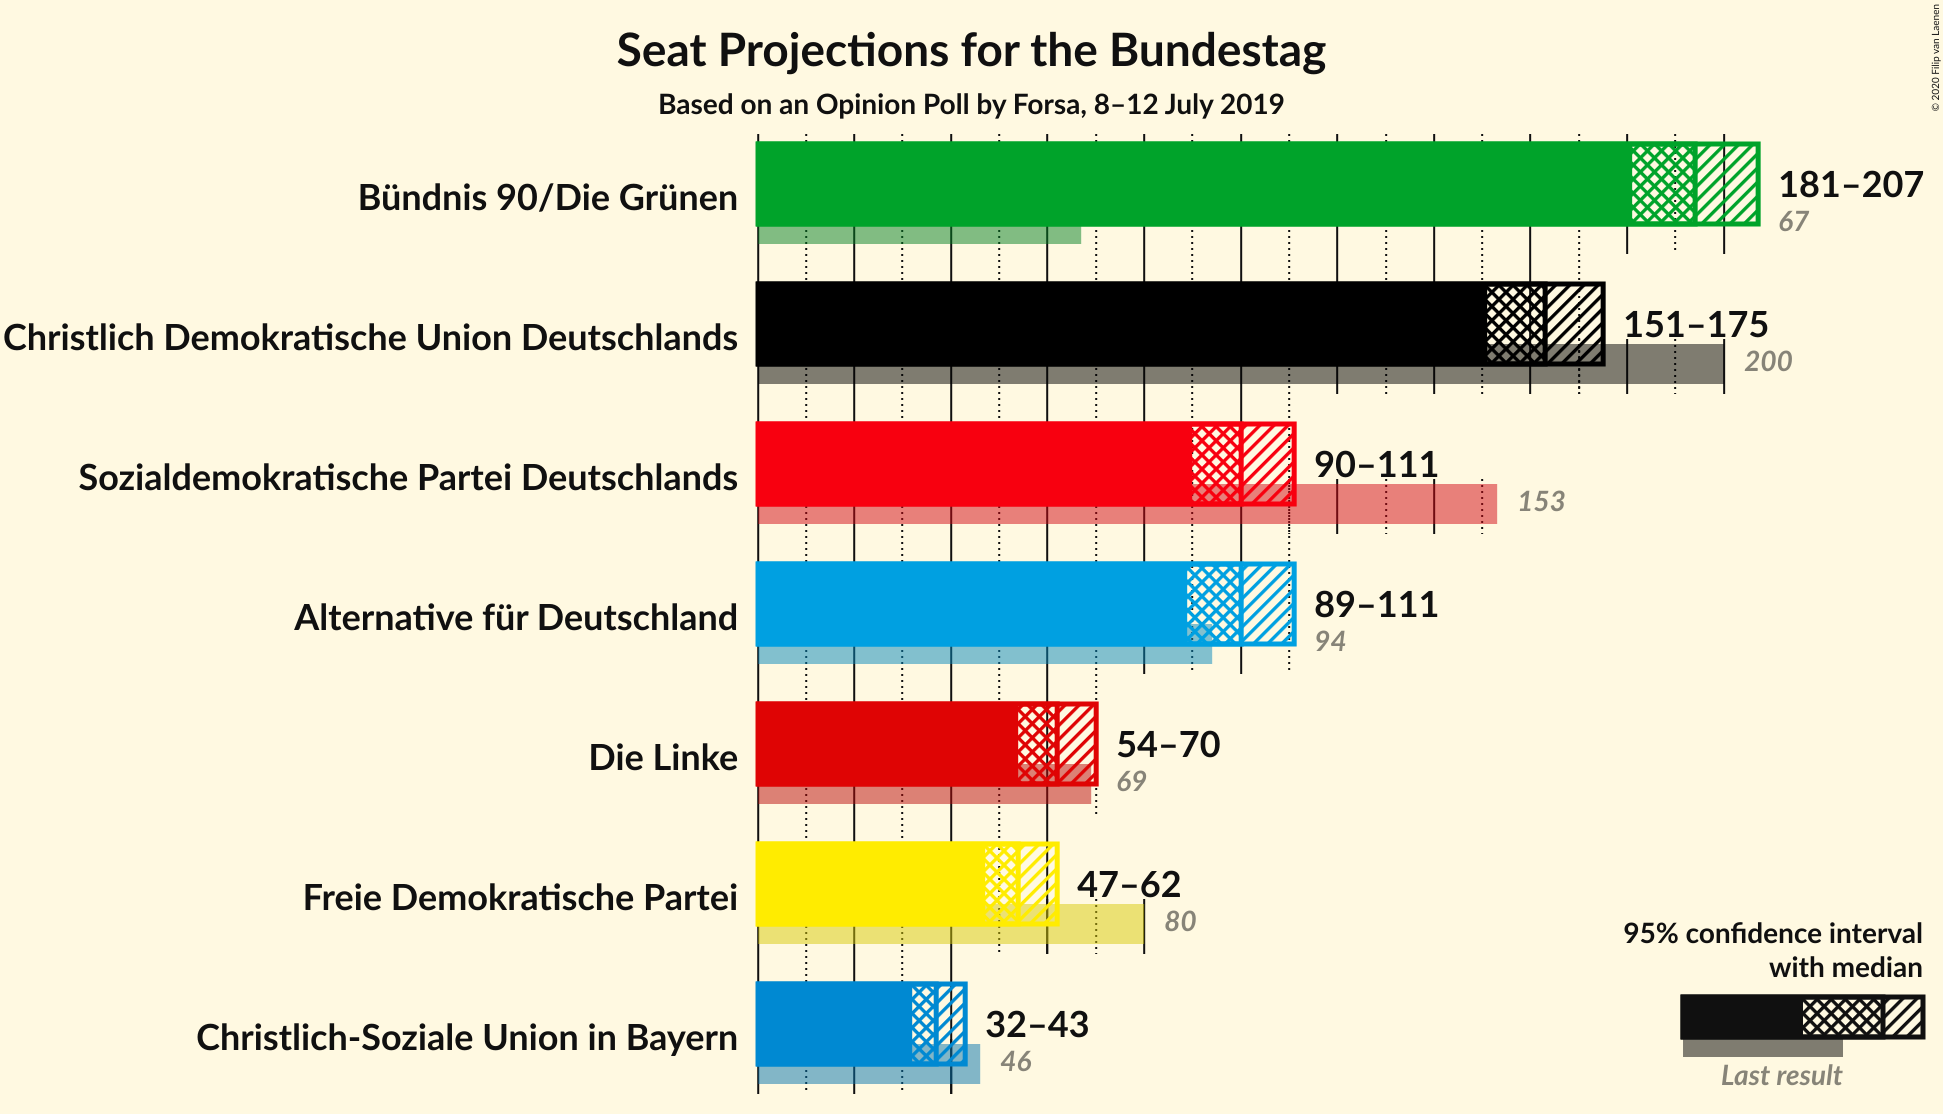 Seat Projections for the Bundestag
Based on an Opinion Poll by Forsa, 8–12 July 2019
© 2020 Filip van Laenen
Bündnis 90/Die Grünen
181–207
67
Christlich Demokratische Union Deutschlands
151–175
200
Sozialdemokratische Partei Deutschlands
90–111
153
Alternative für Deutschland
89–111
94
Die Linke
54–70
69
Freie Demokratische Partei
47–62
80
Christlich-Soziale Union in Bayern
32–43
46
95% confidence interval
with median
Last result